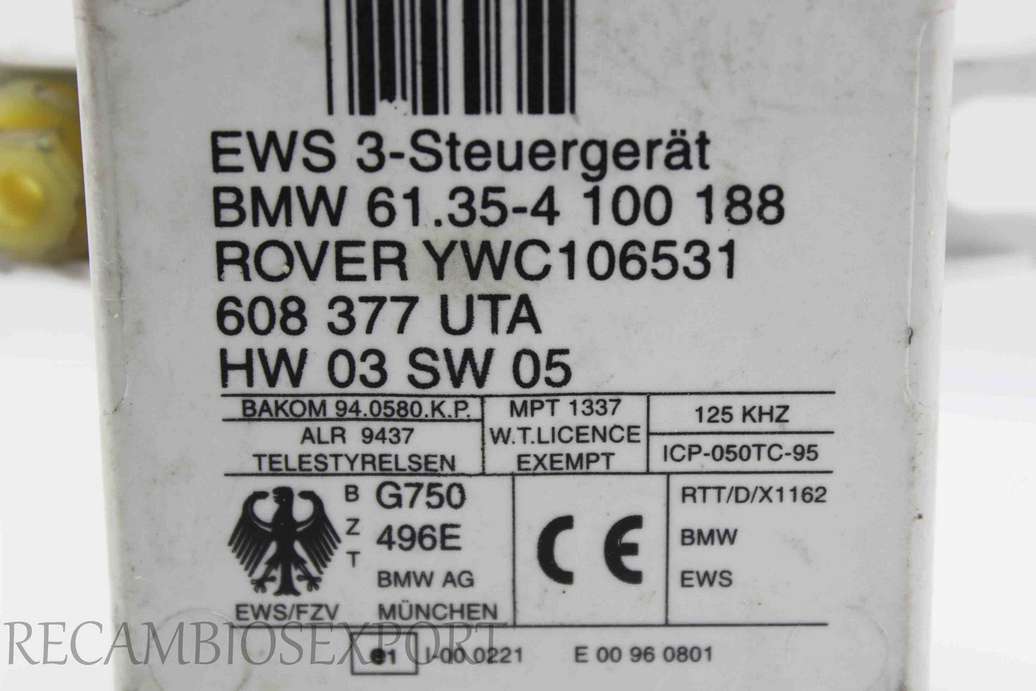 EWS 3-Steuergerät
BMW 61.35-4 100 188
ROVER YWC106531
608 377 UTA
HW 03 SW 05
BAKOM 94.0580.K.P.
ALR 9437
TELESTYRELSEN
MPT 1337
W.T.LICENCE
EXEMPT
125 KHZ
ICP-050TC-95
BZT
G750
496E
BMW AG
MÜNCHEN
EWS/FZV
CE
RTT/D/X1162
BMW
EWS
e1 I-00.0221 E 00 96 0801
RECAMBIOSEXPORT